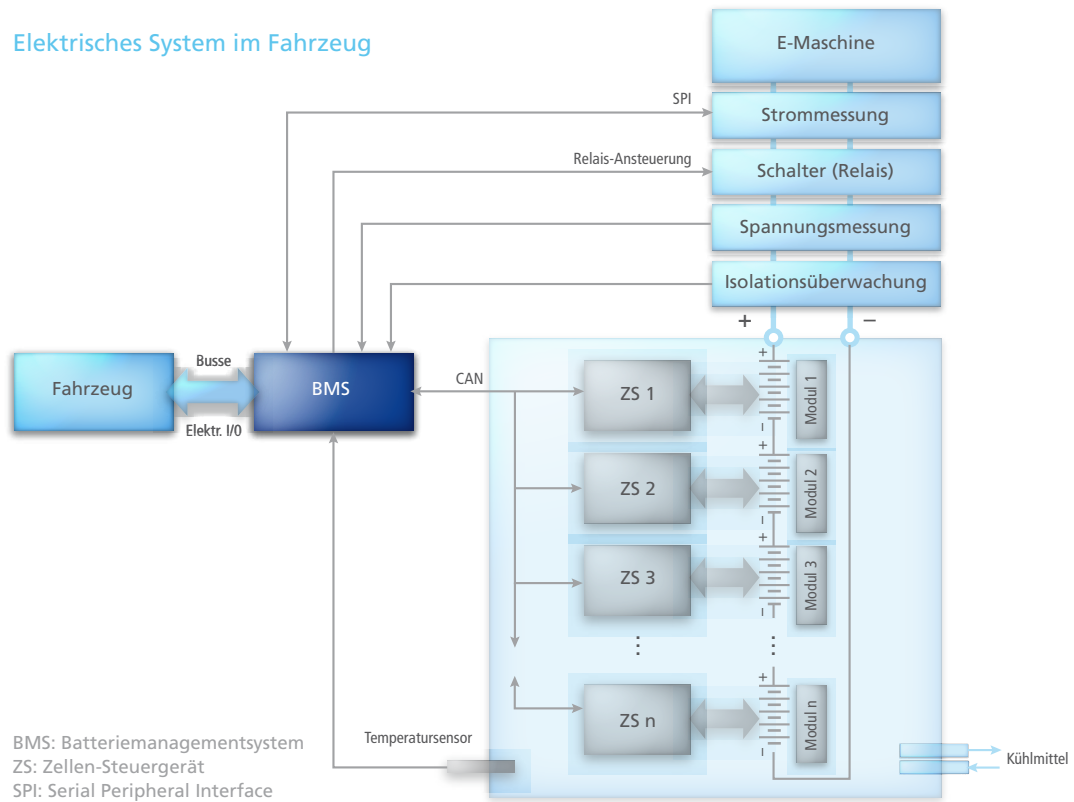 Elektrisches System im Fahrzeug
E-Maschine
SPI
Strommessung
Relais-Ansteuerung
Schalter (Relais)
Spannungsmessung
Isolationsüberwachung
+ –
Fahrzeug
Busse
Elektr. I/0
BMS
CAN
ZS 1
+
–
Modul 1
ZS 2
+
–
Modul 2
ZS 3
+
–
Modul 3
⋮ ⋮
ZS n
+
–
Modul n
Temperatursensor
Kühlmittel
BMS: Batteriemanagementsystem
ZS: Zellen-Steuergerät
SPI: Serial Peripheral Interface